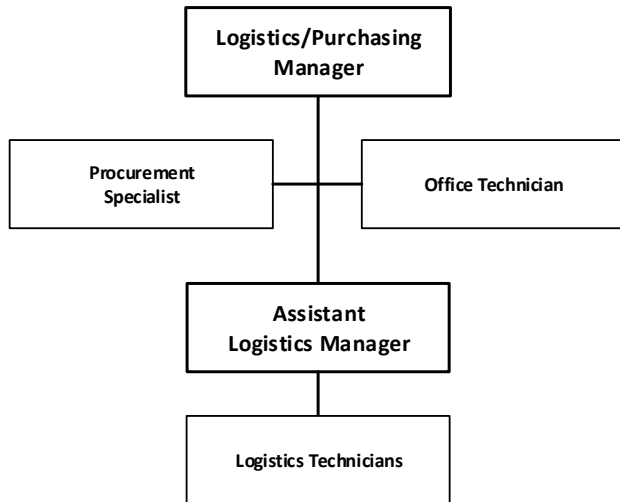 Logistics/Purchasing
Manager
Procurement
Specialist
Office Technician
Assistant
Logistics Manager
Logistics Technicians